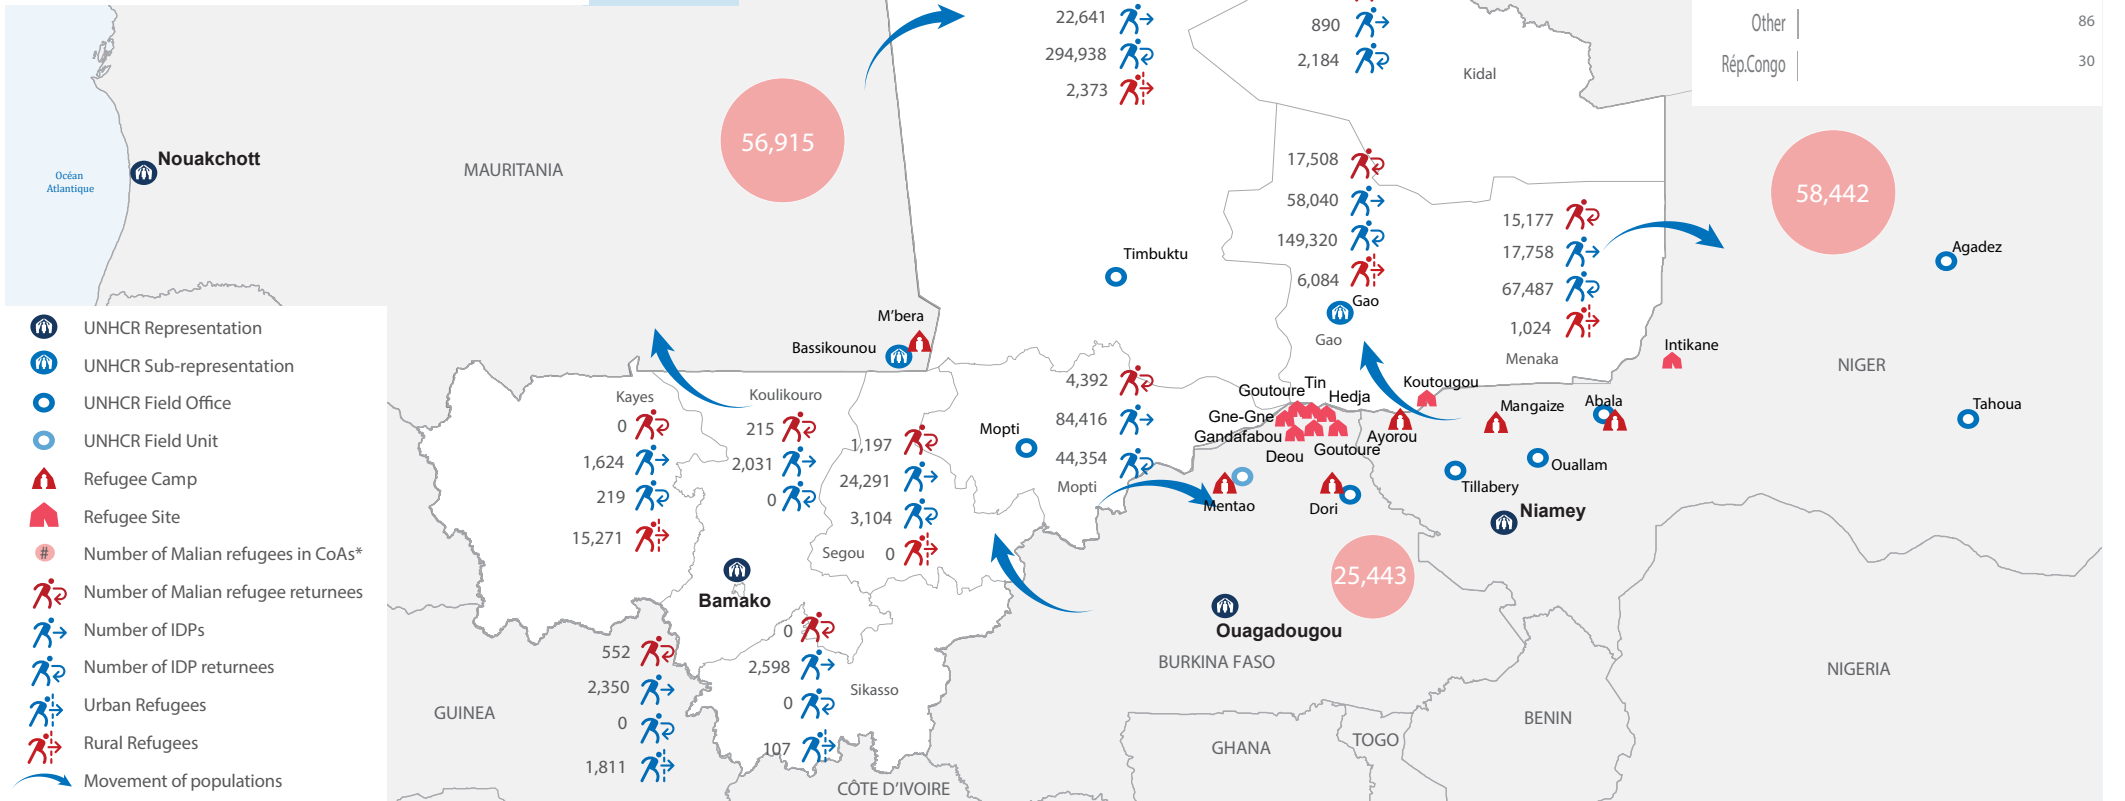 22,641
294,938
2,373
890
2,184
Kidal
Other 86
Rép.Congo 30
56,915
58,442
Nouakchott
Océan
Atlantique
MAURITANIA
17,508
58,040
149,320
6,084
Gao
Gao
15,177
17,758
67,487
1,024
Menaka
Timbuktu
Agadez
M'bera
Bassikounou
Intikane
NIGER
Tahoua
UNHCR Representation
UNHCR Sub-representation
UNHCR Field Office
UNHCR Field Unit
Refugee Camp
Refugee Site
# Number of Malian refugees in CoAs*
Number of Malian refugee returnees
Number of IDPs
Number of IDP returnees
Urban Refugees
Rural Refugees
Movement of populations
Kayes
0
1,624
219
15,271
Koulikouro
215
2,031
0
1,197
24,291
3,104
Segou 0
Mopti
4,392
84,416
44,354
Mopti
Goutoure
Tin
Hedja
Gne-Gne
Gandafabou
Deou
Goutoure
Koutougou
Ayorou
Mangaize
Abala
Ouallam
Tillabery
Niamey
Mentao
Dori
25,443
Bamako
Ouagadougou
BURKINA FASO
0
2,598
0
107
Sikasso
552
2,350
0
1,811
GUINEA
CÔTE D'IVOIRE
GHANA
TOGO
BENIN
NIGERIA